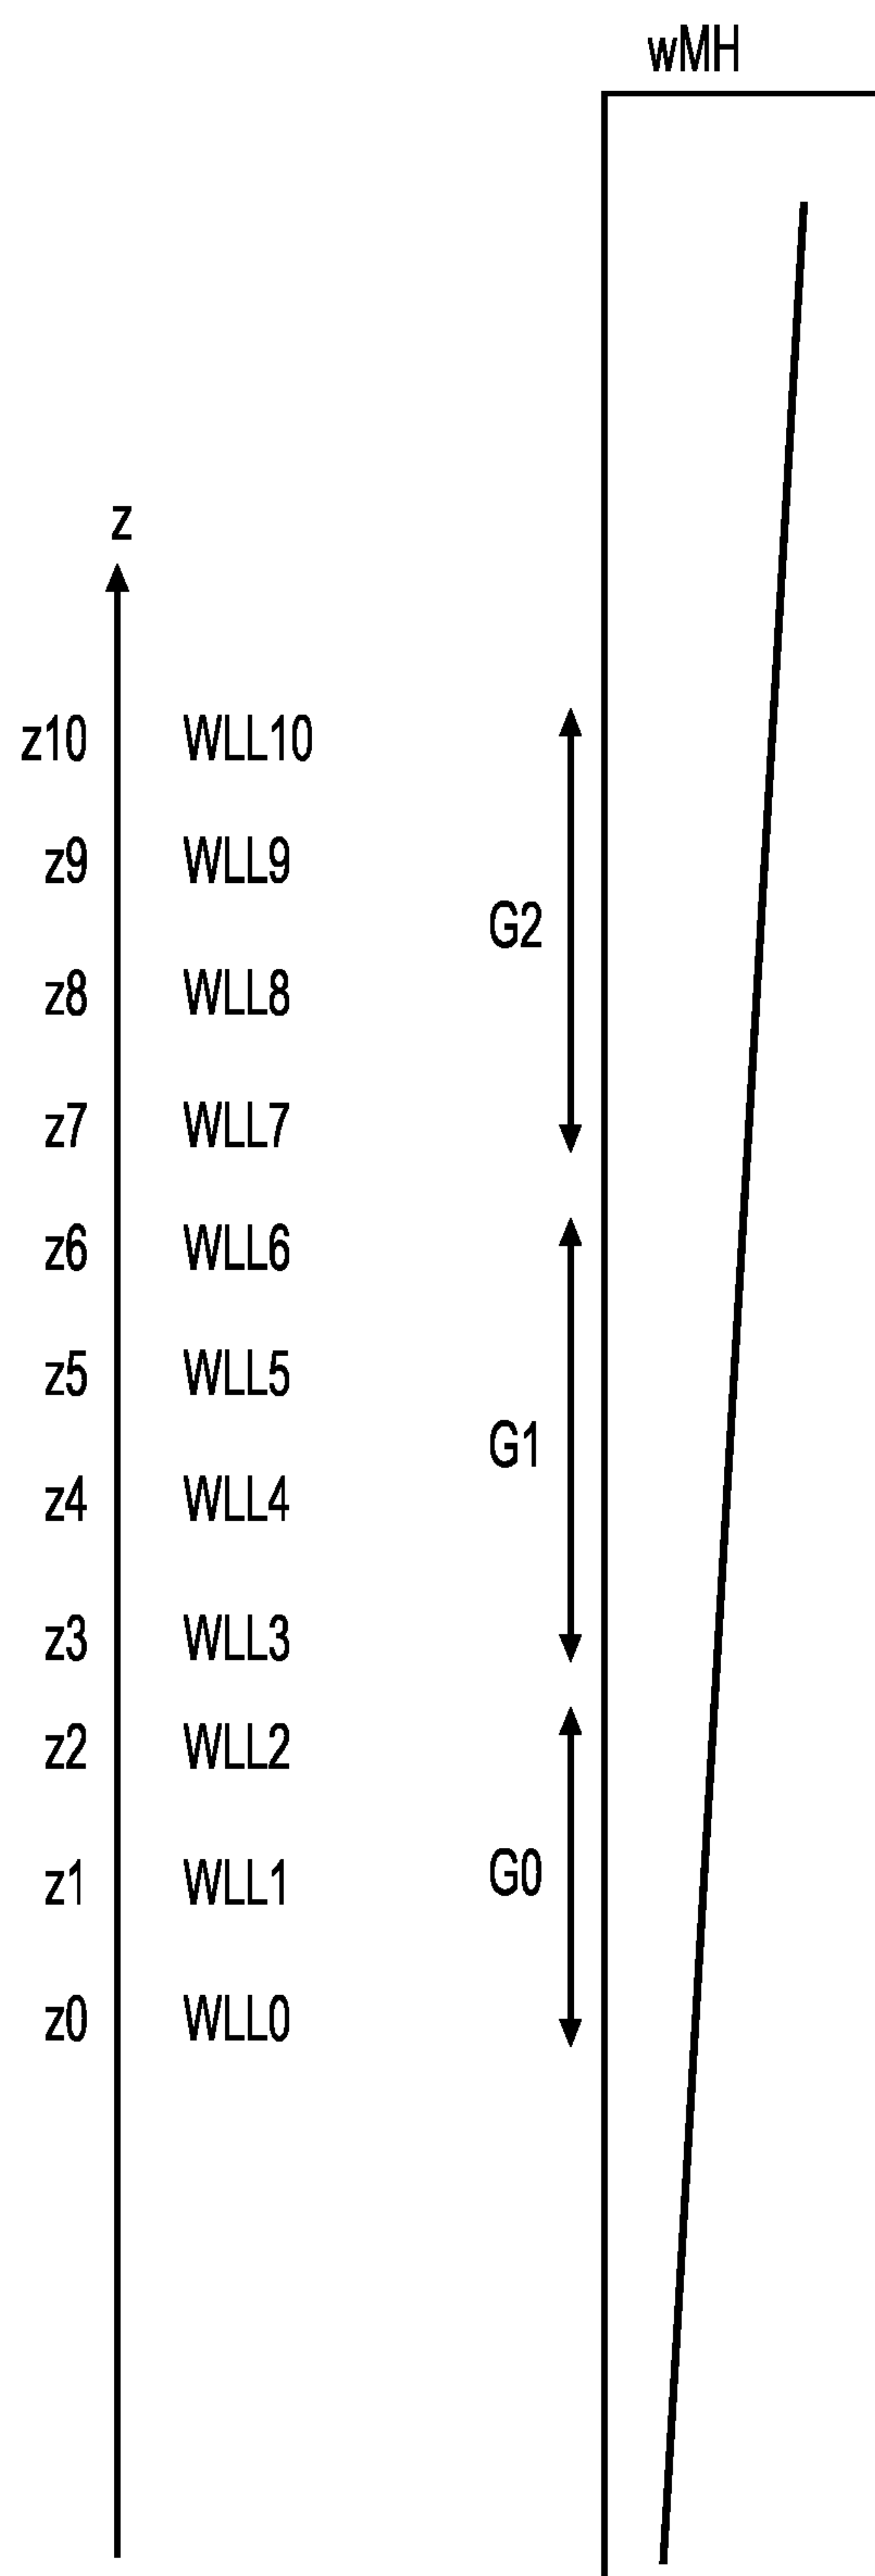 wMH
z
z10 WLL10
z9 WLL9
G2
z8 WLL8
z7 WLL7
z6 WLL6
z5 WLL5
G1
z4 WLL4
z3 WLL3
z2 WLL2
z1 WLL1
G0
z0 WLL0